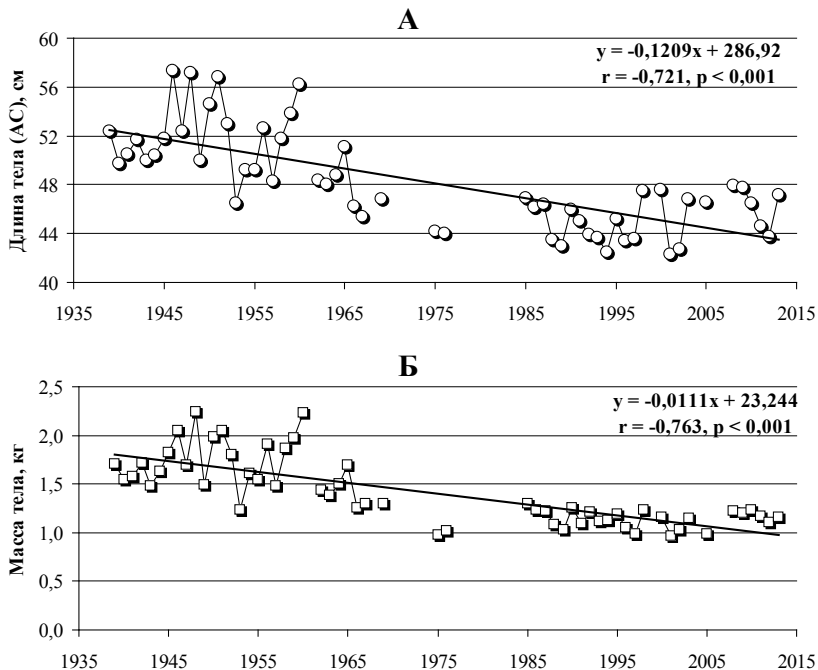 А
60
56
52
48
44
40
Длина тела (АС), см
y = -0,1209x + 286,92
r = -0,721, p < 0,001
1935 1945 1955 1965 1975 1985 1995 2005 2015
Б
2,5
2,0
1,5
1,0
0,5
0,0
Масса тела, кг
y = -0,0111x + 23,244
r = -0,763, p < 0,001
1935 1945 1955 1965 1975 1985 1995 2005 2015